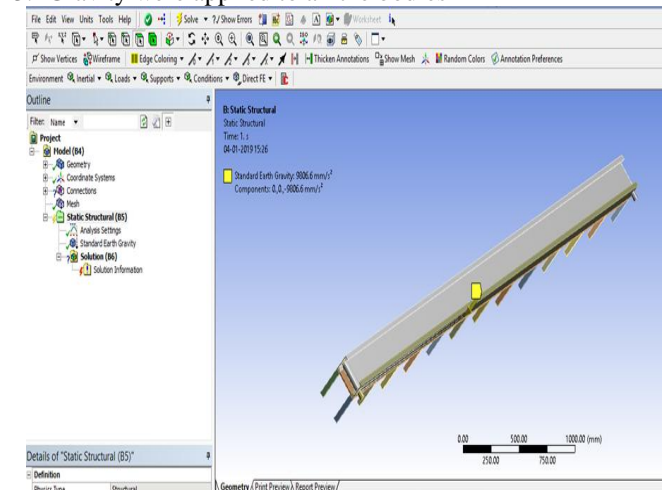 File Edit View Units Tools Help Solve ?/ Show Errors Worksheet
Show Vertices Wireframe Edge Coloring Thicken Annotations Show Mesh Random Colors Annotation Preferences
Environment Inertial Loads Supports Conditions Direct FE
Outline
Filter: Name
Project
Model (B4)
Geometry
Coordinate Systems
Connections
Mesh
Static Structural (B5)
Analysis Settings
Standard Earth Gravity
Solution (B6)
Solution Information
B: Static Structural
Static Structural
Time: 1. s
04-01-2019 15:26
Standard Earth Gravity: 9806.6 mm/s²
Components: 0,0,-9806.6 mm/s²
0.00 500.00 1000.00 (mm)
250.00 750.00
Details of "Static Structural (B5)"
Definition
Geometry Print Preview Report Preview